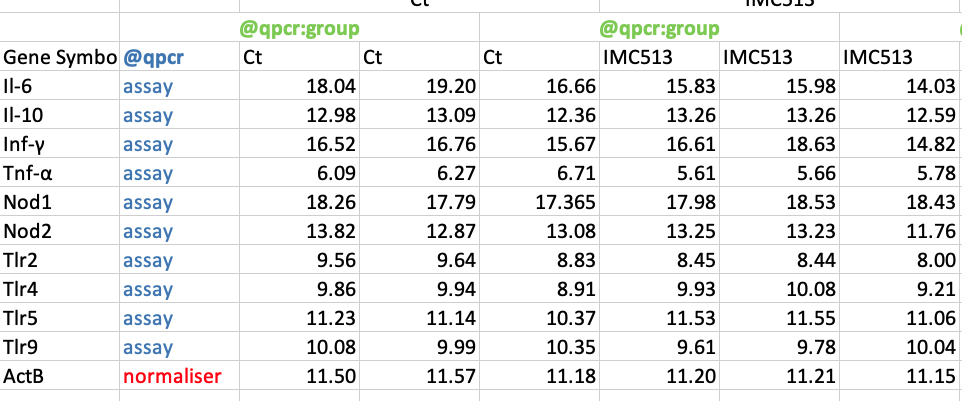 Ct IMC513
@qpcr:group @qpcr:group
Gene Symbo @qpcr Ct Ct Ct IMC513 IMC513 IMC513
Il-6 assay 18.04 19.20 16.66 15.83 15.98 14.03
Il-10 assay 12.98 13.09 12.36 13.26 13.26 12.59
Inf-γ assay 16.52 16.76 15.67 16.61 18.63 14.82
Tnf-α assay 6.09 6.27 6.71 5.61 5.66 5.78
Nod1 assay 18.26 17.79 17.365 17.98 18.53 18.43
Nod2 assay 13.82 12.87 13.08 13.25 13.23 11.76
Tlr2 assay 9.56 9.64 8.83 8.45 8.44 8.00
Tlr4 assay 9.86 9.94 8.91 9.93 10.08 9.21
Tlr5 assay 11.23 11.14 10.37 11.53 11.55 11.06
Tlr9 assay 10.08 9.99 10.35 9.61 9.78 10.04
ActB normaliser 11.50 11.57 11.18 11.20 11.21 11.15